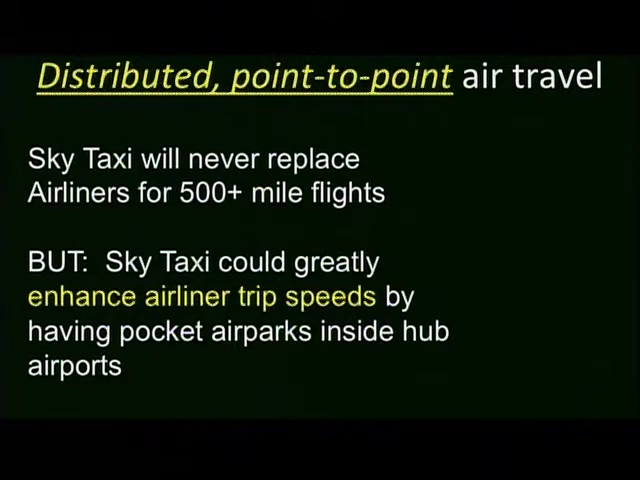 Distributed, point-to-point air travel
Sky Taxi will never replace
Airliners for 500+ mile flights
BUT:  Sky Taxi could greatly
enhance airliner trip speeds by
having pocket airparks inside hub
airports